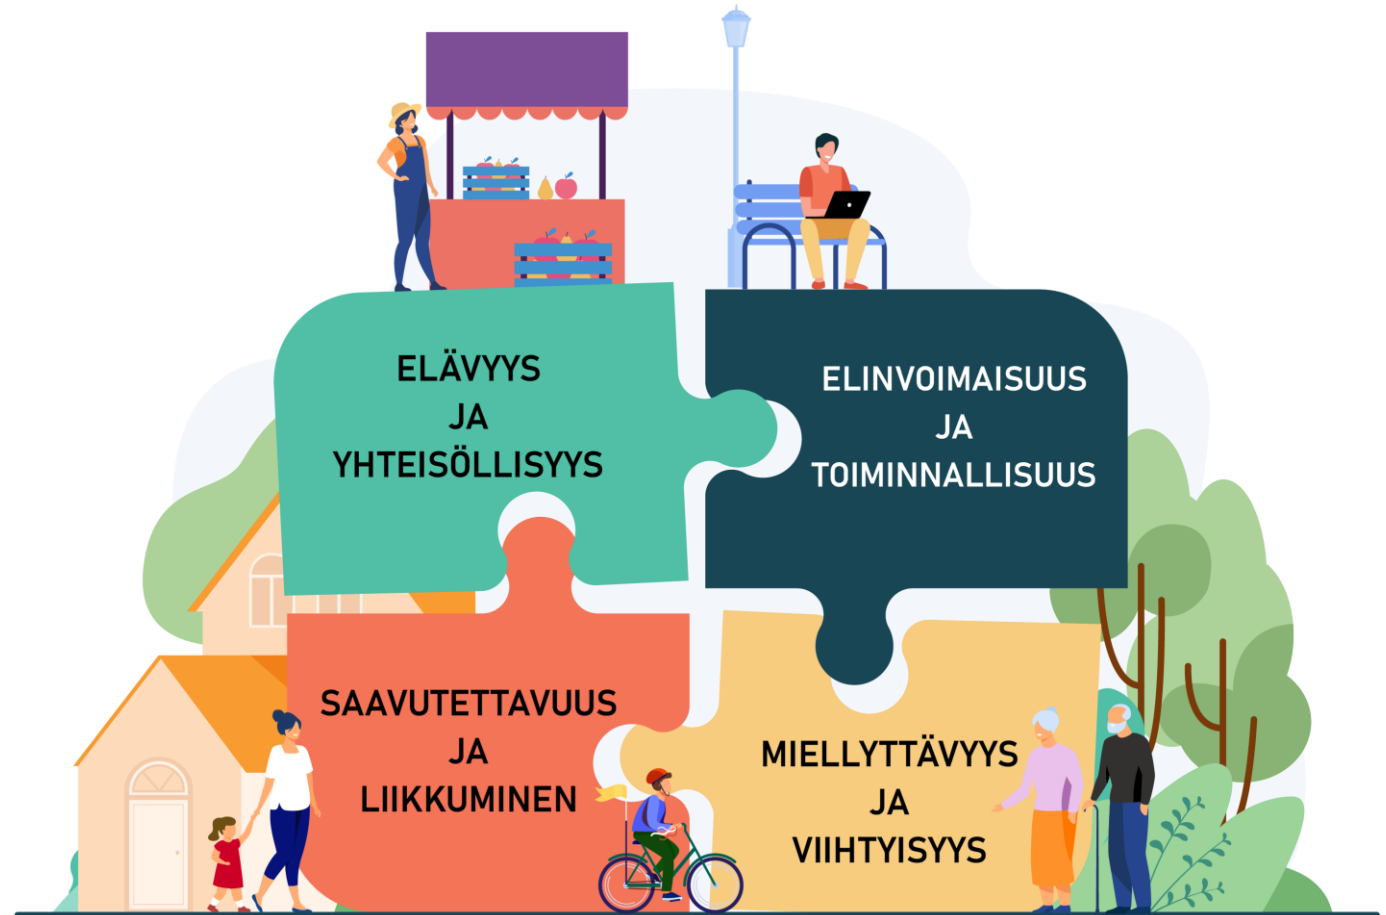 ELÄVYYS
JA
YHTEISÖLLISYYS
ELINVOIMAISUUS
JA
TOIMINNALLISUUS
SAAVUTETTAVUUS
JA
LIIKKUMINEN
MIELLYTTÄVYYS
JA
VIIHTYISYYS